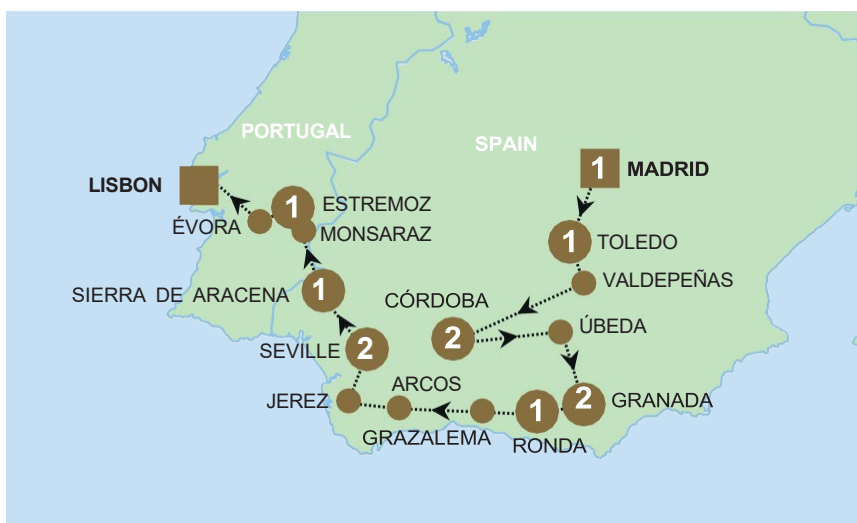 PORTUGAL
SPAIN
1
MADRID
LISBON
1
ESTREMOZ
ÉVORA
MONSARAZ
1
TOLEDO
VALDEPEÑAS
SIERRA DE ARACENA
1
CÓRDOBA
2
ÚBEDA
SEVILLE
2
JEREZ
ARCOS
GRAZALEMA
1
RONDA
2
GRANADA